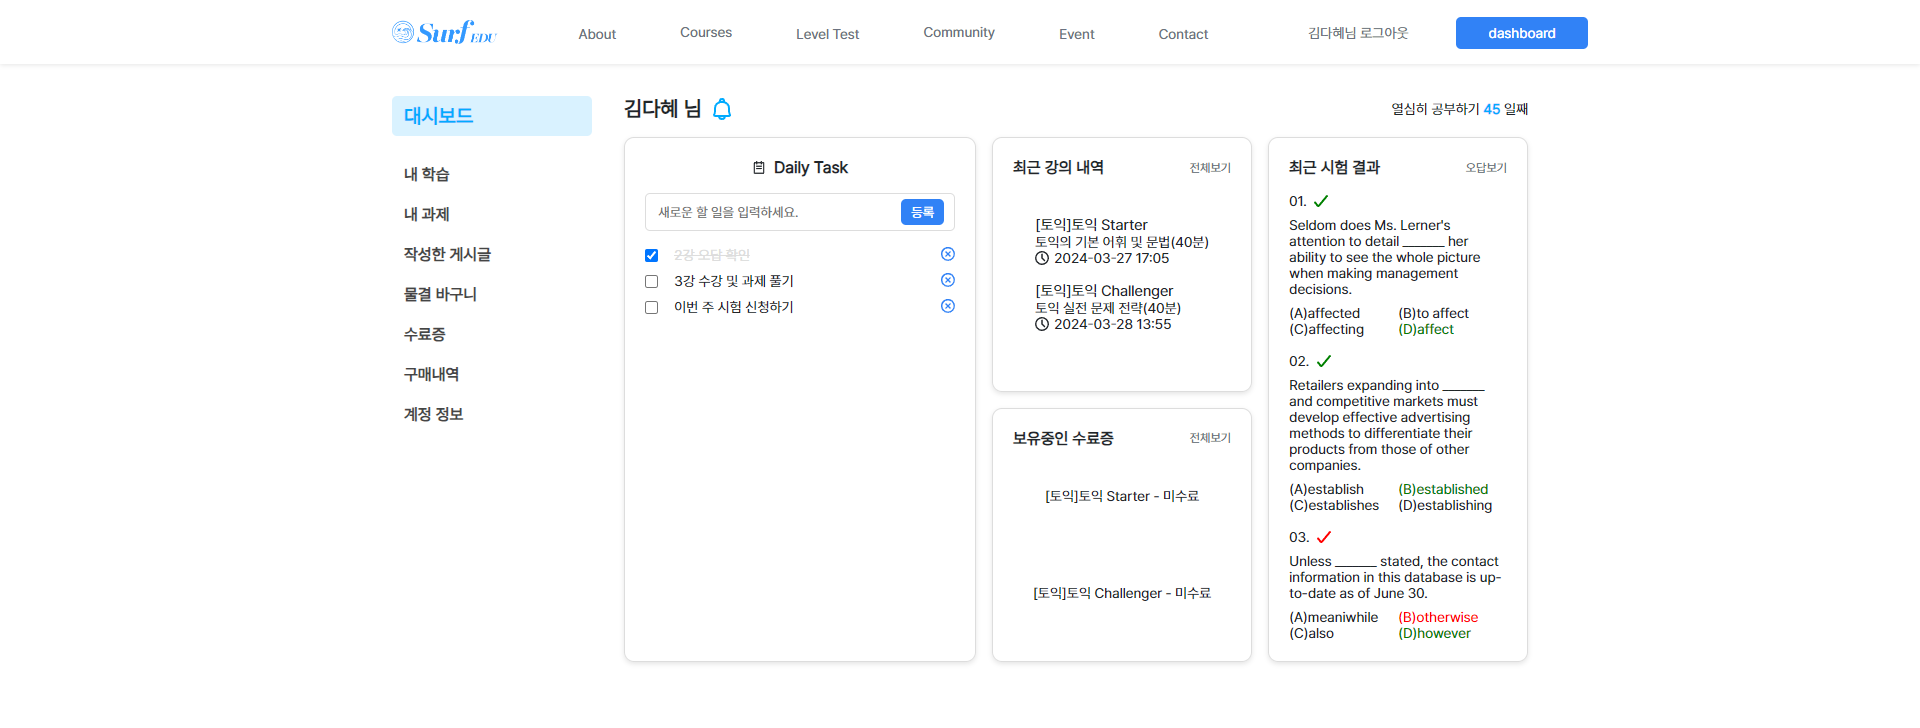 Surf EDU
About
Courses
Level Test
Community
Event
Contact
김다혜님 로그아웃
dashboard
대시보드
내 학습
내 과제
작성한 게시글
물결 바구니
수료증
구매내역
계정 정보
김다혜 님
열심히 공부하기 45 일째
Daily Task
새로운 할 일을 입력하세요.
등록
2강 오답 확인
3강 수강 및 과제 풀기
이번 주 시험 신청하기
최근 강의 내역
전체보기
[토익]토익 Starter
토익의 기본 어휘 및 문법(40분)
2024-03-27 17:05
[토익]토익 Challenger
토익 실전 문제 전략(40분)
2024-03-28 13:55
보유중인 수료증
전체보기
[토익]토익 Starter - 미수료
[토익]토익 Challenger - 미수료
최근 시험 결과
오답보기
01.
Seldom does Ms. Lerner's
attention to detail ______ her
ability to see the whole picture
when making management
decisions.
(A)affected (B)to affect
(C)affecting (D)affect
02.
Retailers expanding into ______
and competitive markets must
develop effective advertising
methods to differentiate their
products from those of other
companies.
(A)establish (B)established
(C)establishes (D)establishing
03.
Unless ______ stated, the contact
information in this database is up-
to-date as of June 30.
(A)meanwhile (B)otherwise
(C)also (D)however